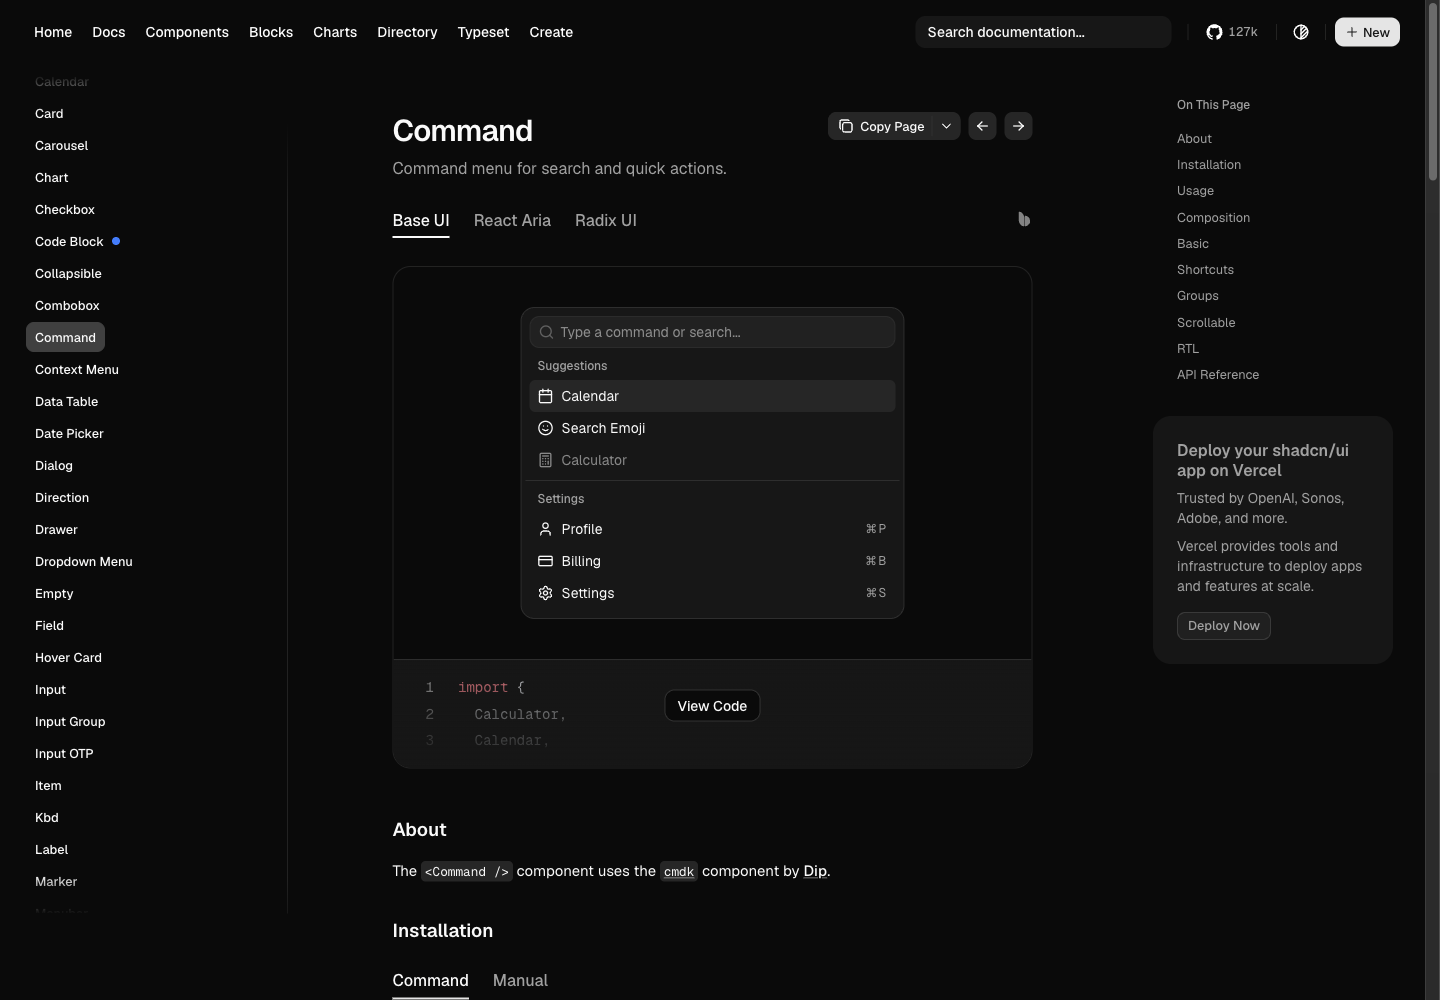 Home Docs Components Blocks Charts Directory Typeset Create
Search documentation...
127k
New
Calendar
Card
Carousel
Chart
Checkbox
Code Block
Collapsible
Combobox
Command
Context Menu
Data Table
Date Picker
Dialog
Direction
Drawer
Dropdown Menu
Empty
Field
Hover Card
Input
Input Group
Input OTP
Item
Kbd
Label
Marker
Command
Copy Page
Command menu for search and quick actions.
Base UI React Aria Radix UI
Type a command or search...
Suggestions
Calendar
Search Emoji
Calculator
Settings
Profile ⌘P
Billing ⌘B
Settings ⌘S
1 import {
2 Calculator,
3 Calendar,
View Code
About
The <Command /> component uses the cmdk component by Dip.
Installation
Command Manual
On This Page
About
Installation
Usage
Composition
Basic
Shortcuts
Groups
Scrollable
RTL
API Reference
Deploy your shadcn/ui
app on Vercel
Trusted by OpenAI, Sonos,
Adobe, and more.
Vercel provides tools and
infrastructure to deploy apps
and features at scale.
Deploy Now